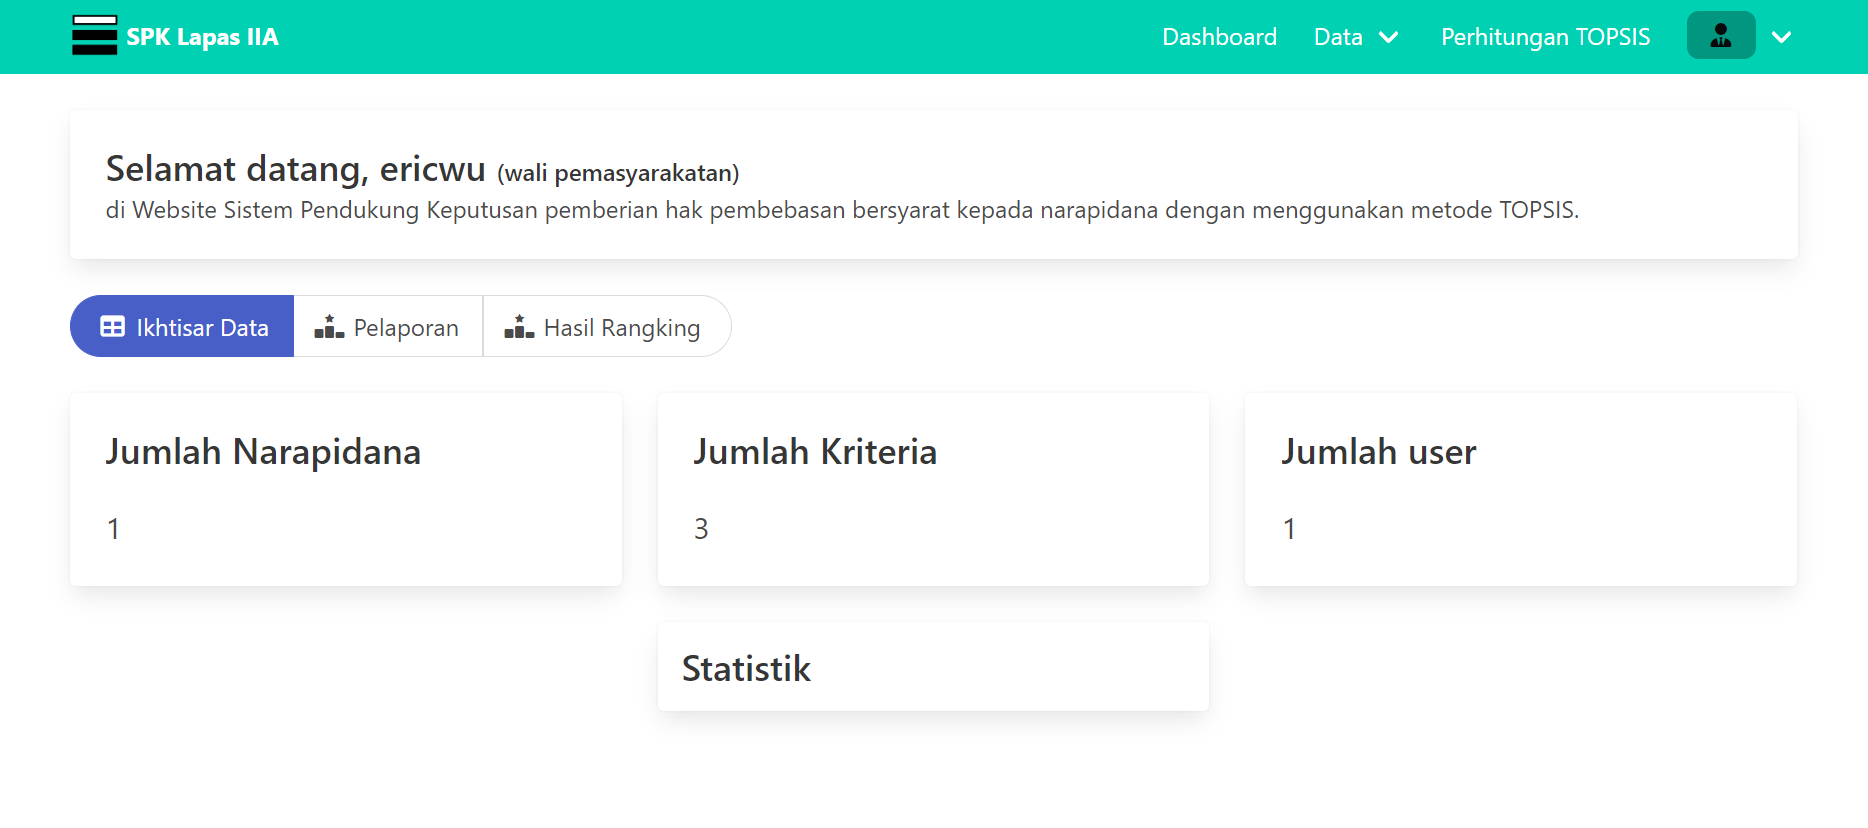 SPK Lapas IIA
Dashboard
Data
Perhitungan TOPSIS
Selamat datang, ericwu (wali pemasyarakatan)
di Website Sistem Pendukung Keputusan pemberian hak pembebasan bersyarat kepada narapidana dengan menggunakan metode TOPSIS.
Ikhtisar Data
Pelaporan
Hasil Rangking
Jumlah Narapidana
1
Jumlah Kriteria
3
Jumlah user
1
Statistik